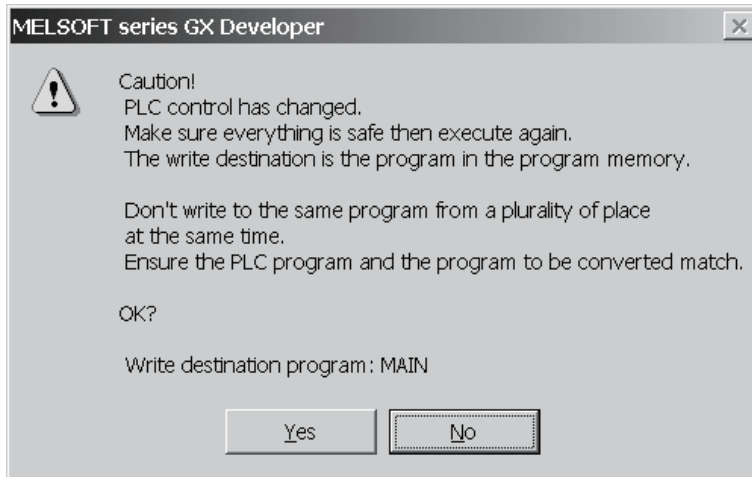 MELSOFT series GX Developer
Caution!
PLC control has changed.
Make sure everything is safe then execute again.
The write destination is the program in the program memory.
Don't write to the same program from a plurality of place
at the same time.
Ensure the PLC program and the program to be converted match.
OK?
Write destination program: MAIN
Yes
No